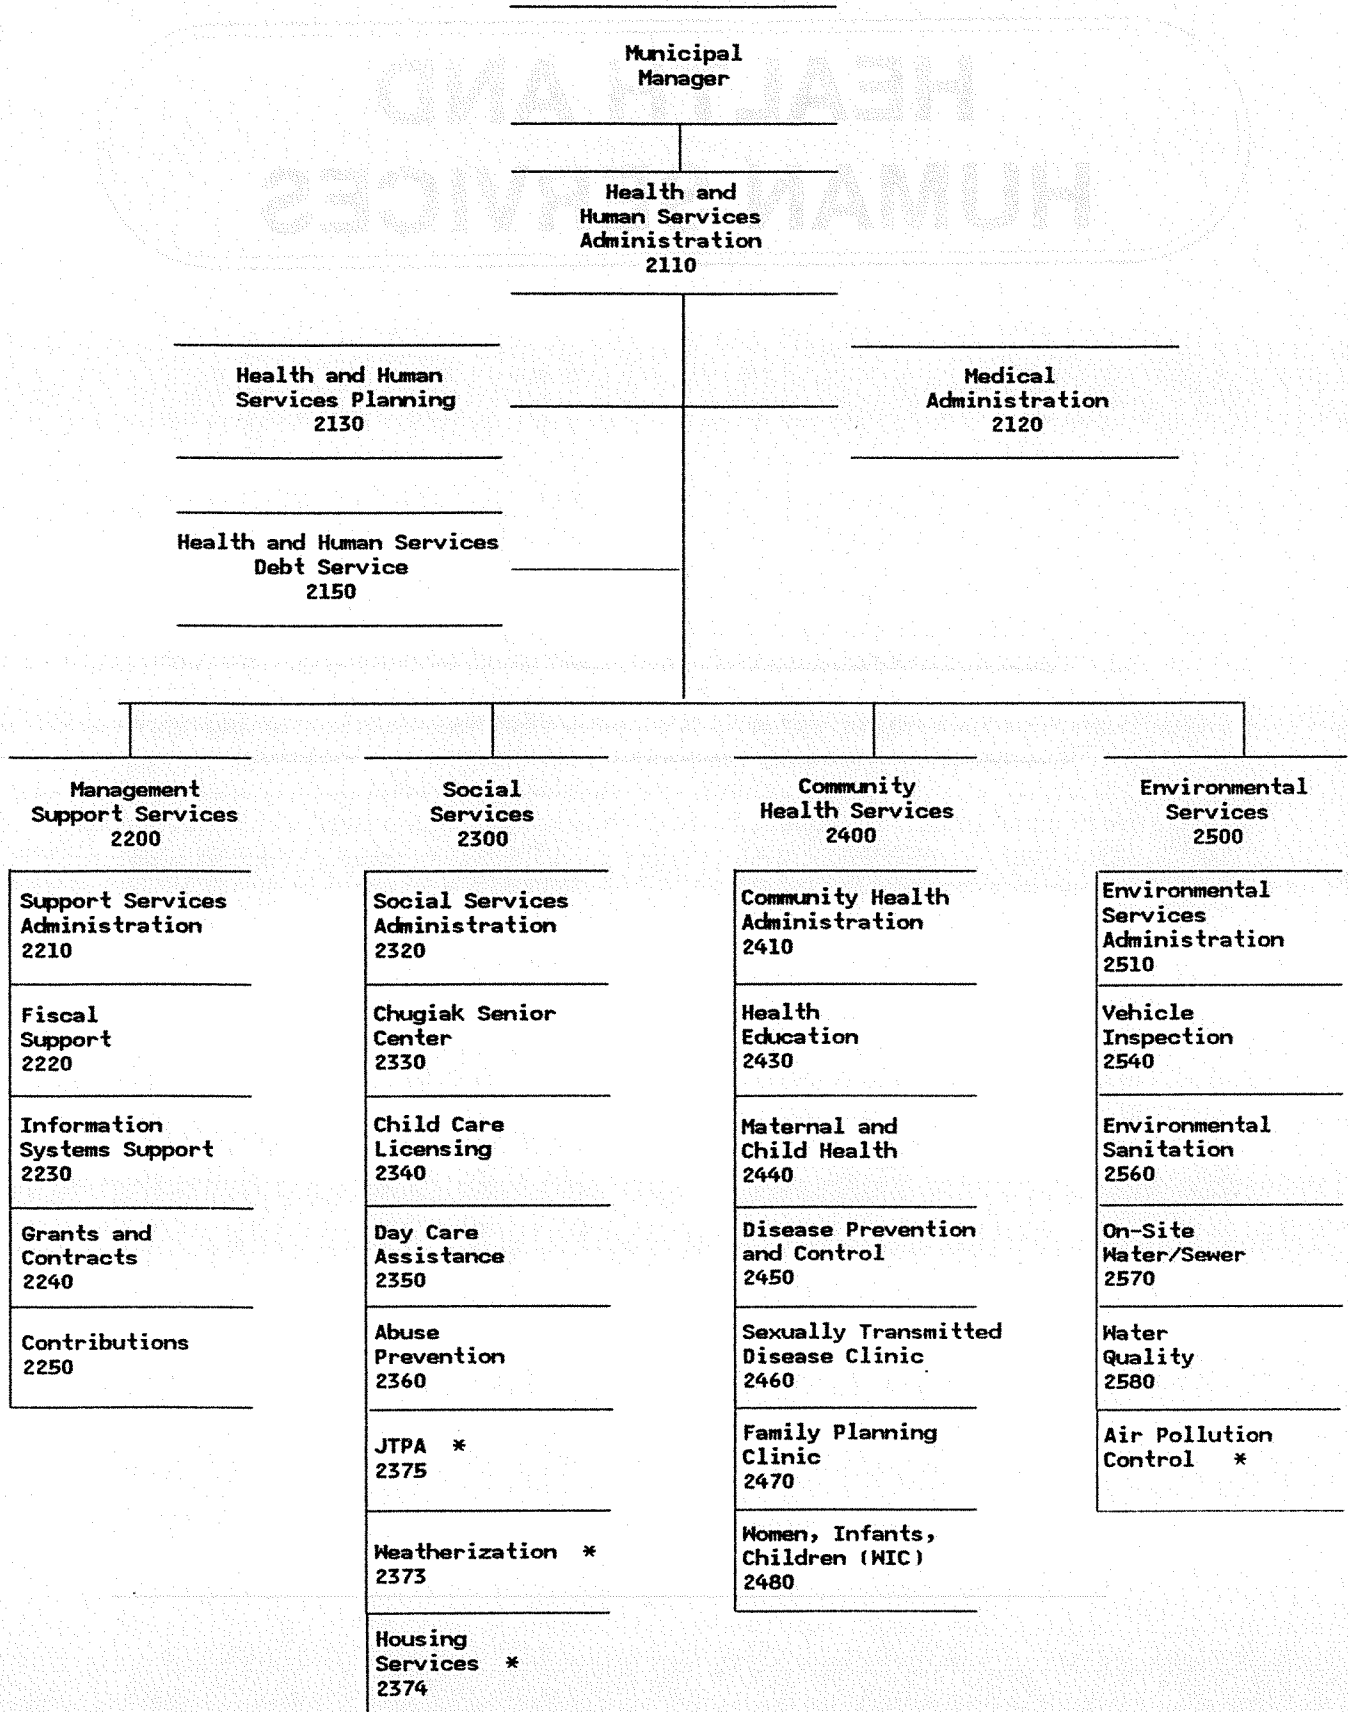 Municipal
Manager
HEALTH AND
HUMAN SERVICES
Health and
Human Services
Administration
2110
Health and Human
Services Planning
2130
Medical
Administration
2120
Health and Human Services
Debt Service
2150
Management
Support Services
2200
Support Services
Administration
2210
Fiscal
Support
2220
Information
Systems Support
2230
Grants and
Contracts
2240
Contributions
2250
Social
Services
2300
Social Services
Administration
2320
Chugiak Senior
Center
2330
Child Care
Licensing
2340
Day Care
Assistance
2350
Abuse
Prevention
2360
JTPA *
2375
Weatherization *
2373
Housing
Services *
2374
Community
Health Services
2400
Community Health
Administration
2410
Health
Education
2430
Maternal and
Child Health
2440
Disease Prevention
and Control
2450
Sexually Transmitted
Disease Clinic
2460
Family Planning
Clinic
2470
Women, Infants,
Children (WIC)
2480
Environmental
Services
2500
Environmental
Services
Administration
2510
Vehicle
Inspection
2540
Environmental
Sanitation
2560
On-Site
Water/Sewer
2570
Water
Quality
2580
Air Pollution
Control *